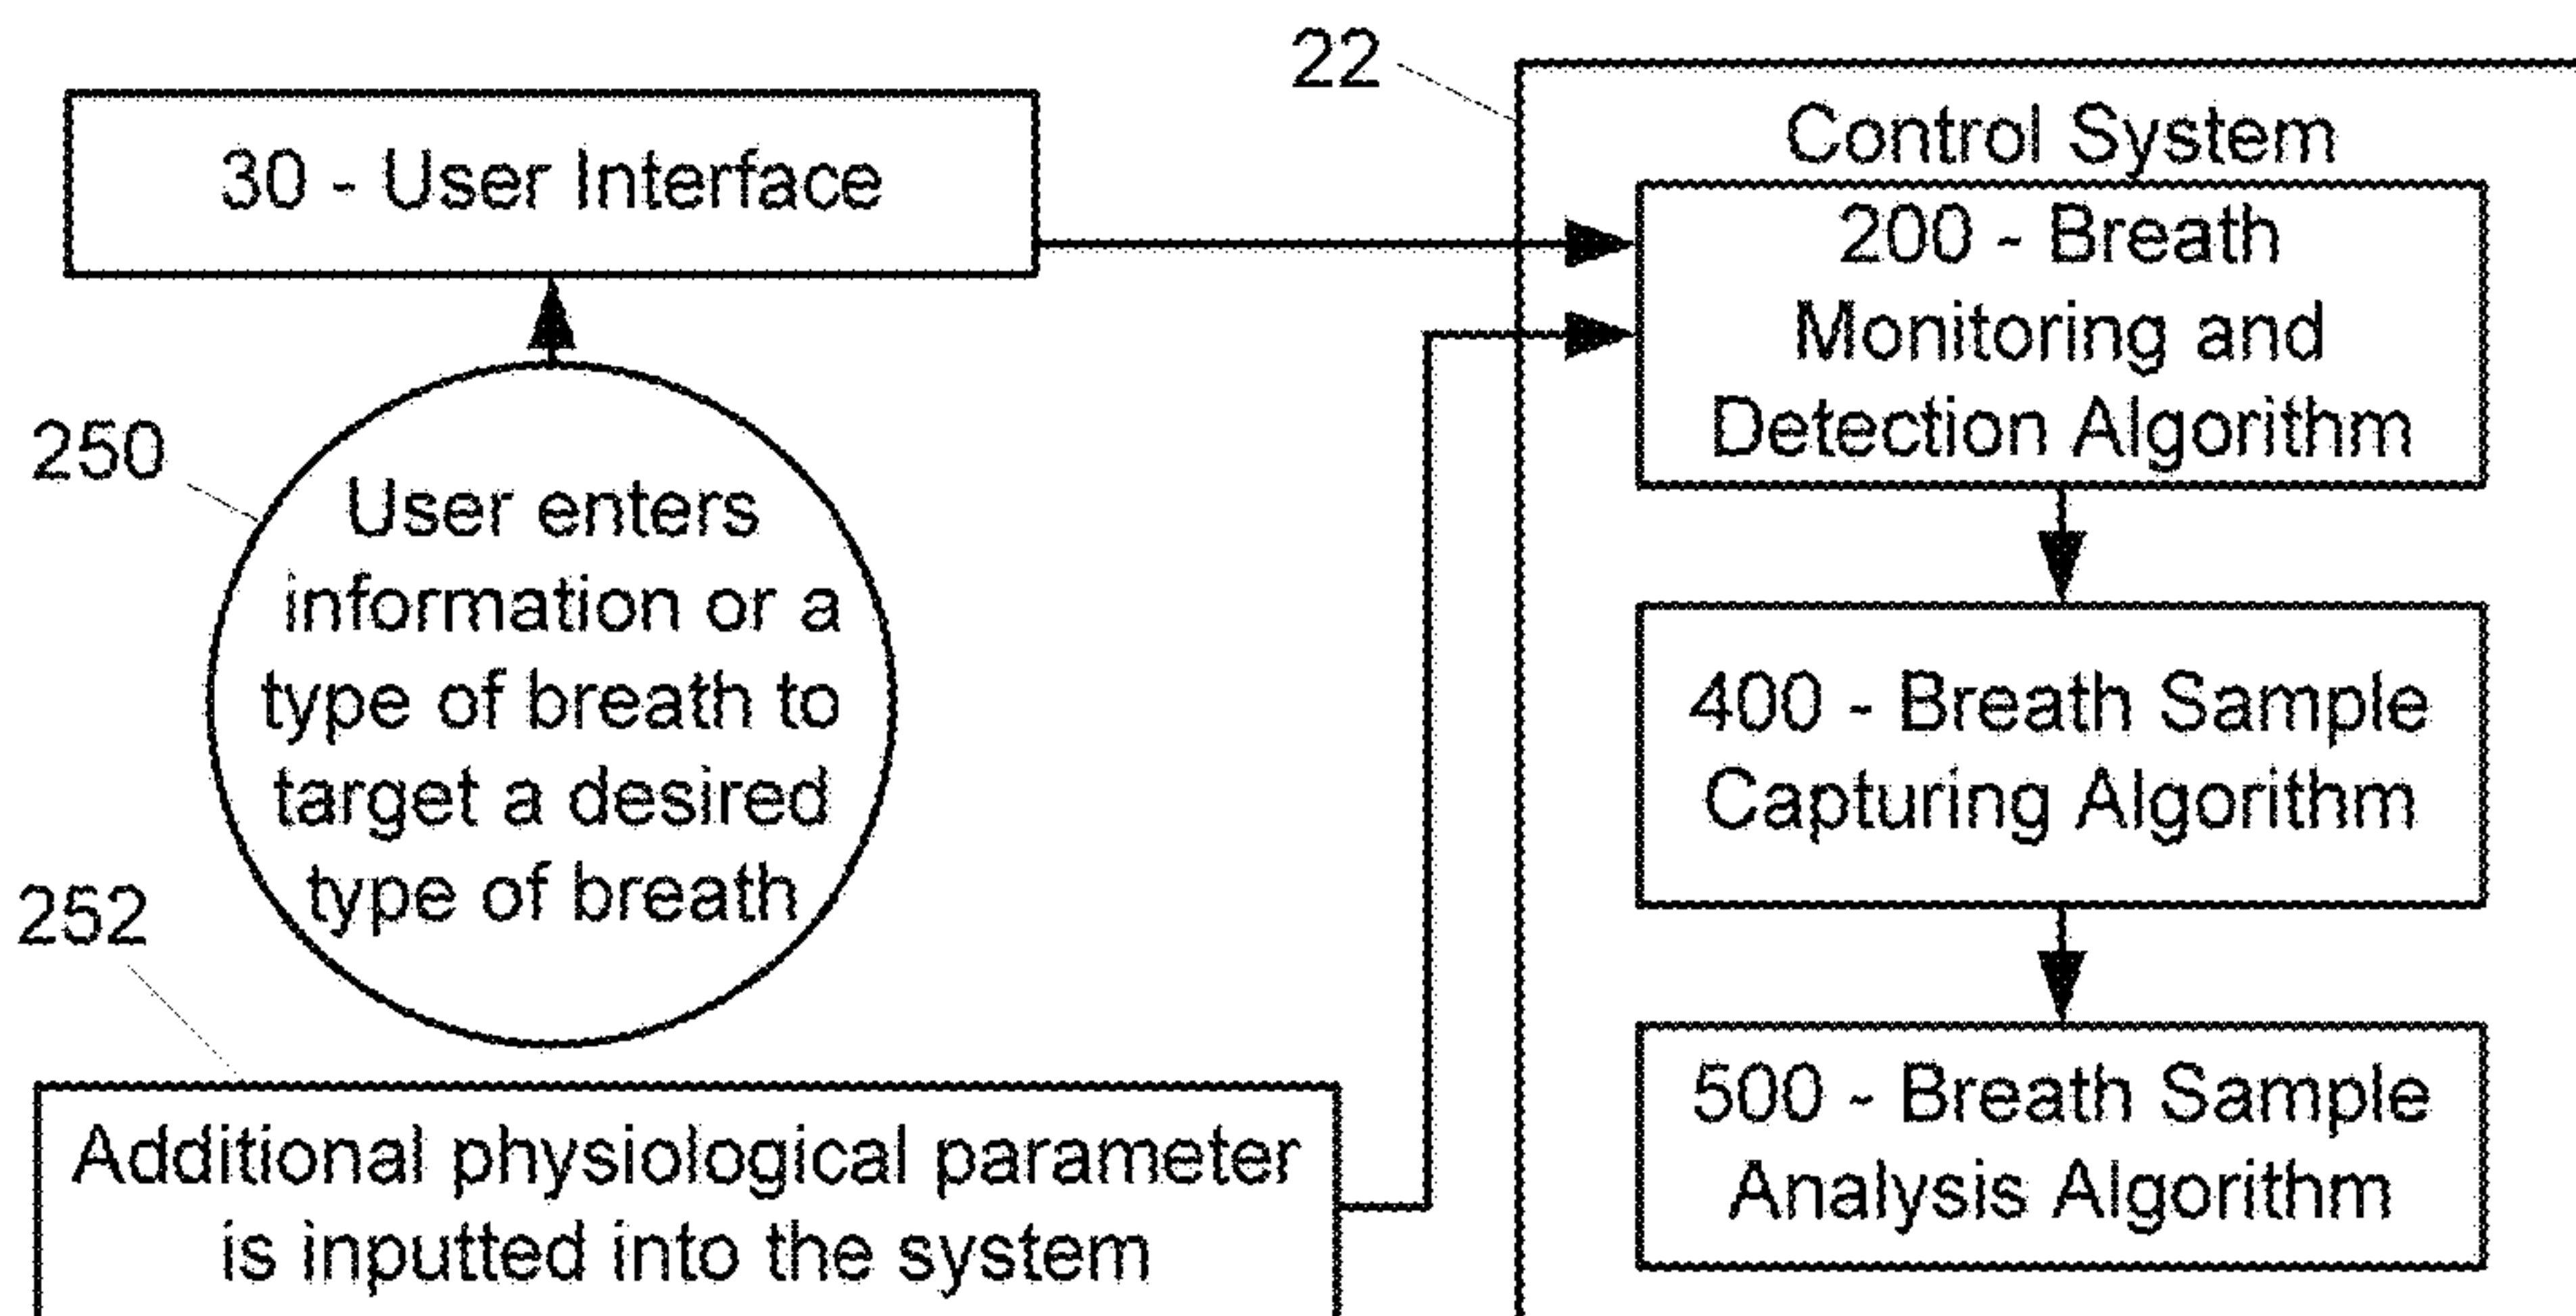 22
Control System
30 - User Interface
200 - Breath
Monitoring and
Detection Algorithm
250
User enters
information or a
type of breath to
target a desired
type of breath
400 - Breath Sample
Capturing Algorithm
252
500 - Breath Sample
Analysis Algorithm
Additional physiological parameter
is inputted into the system